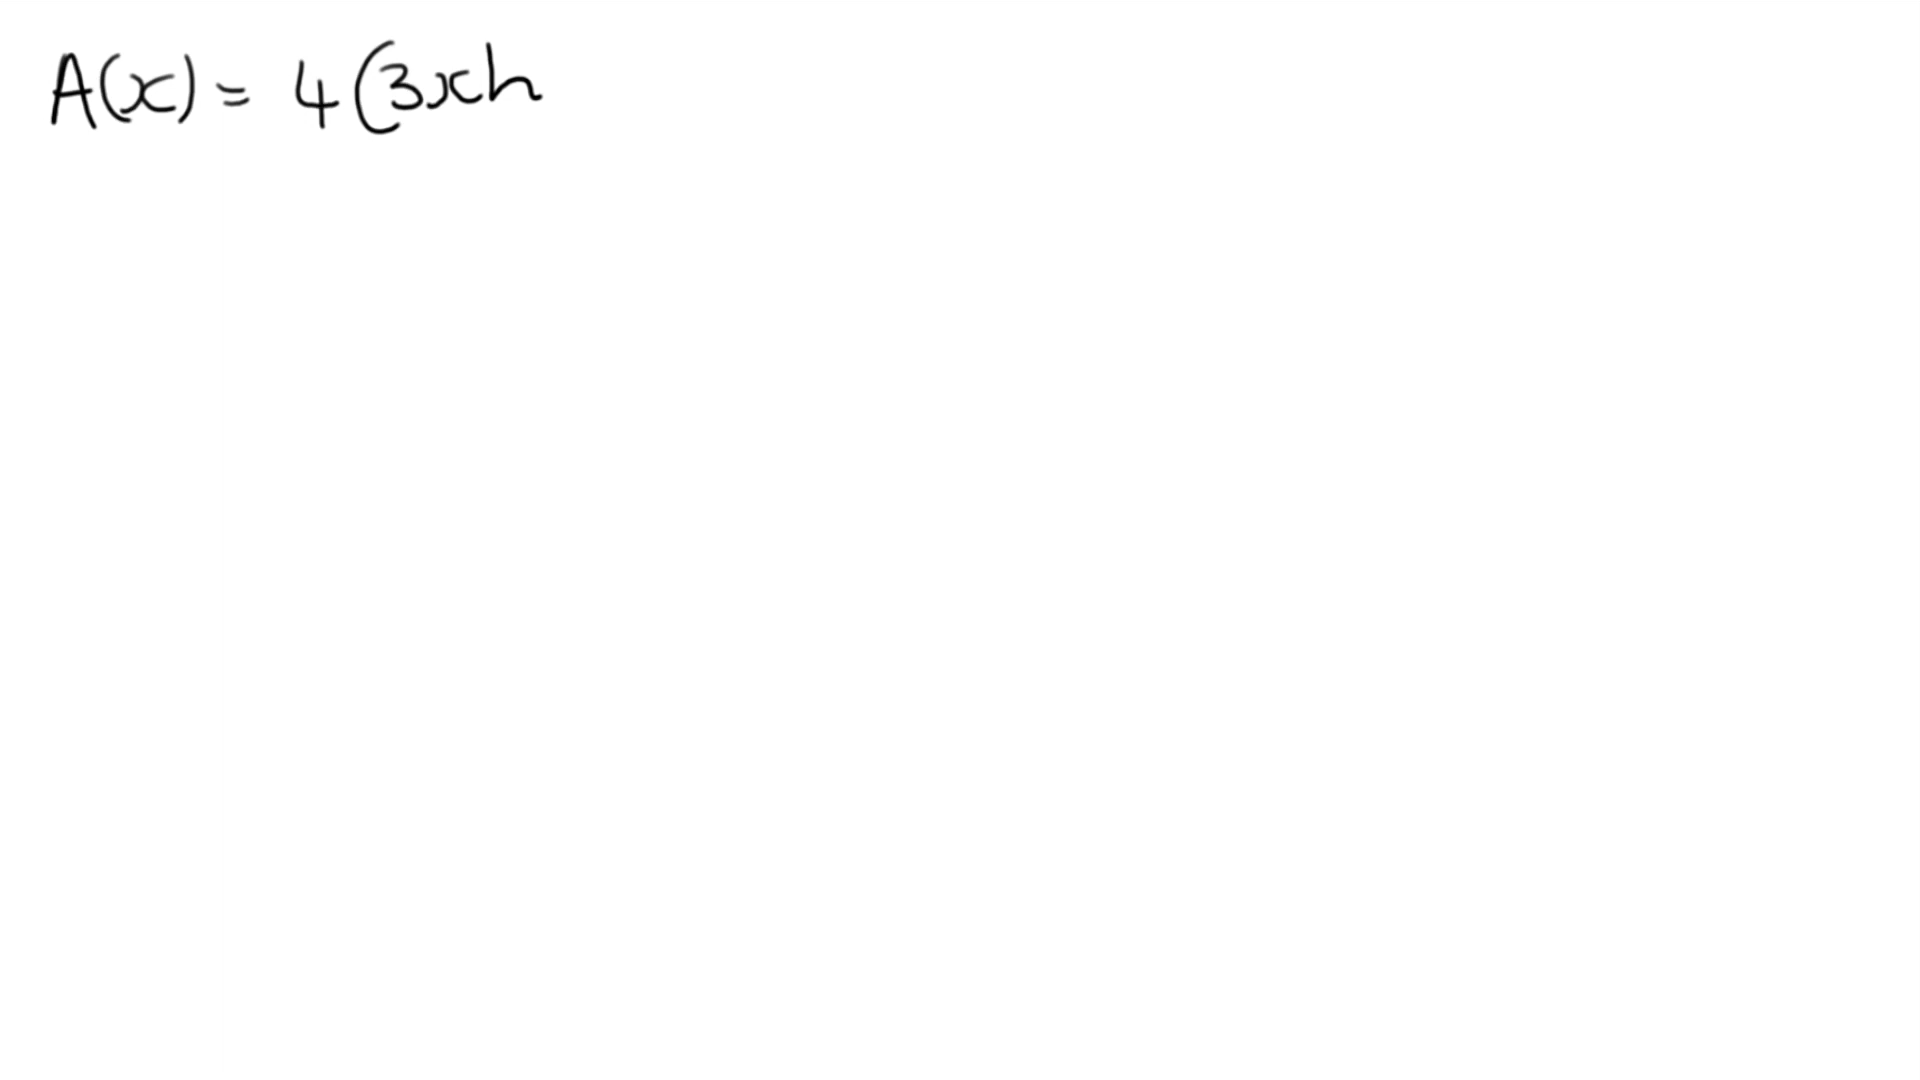 A(x) = 4(3xh